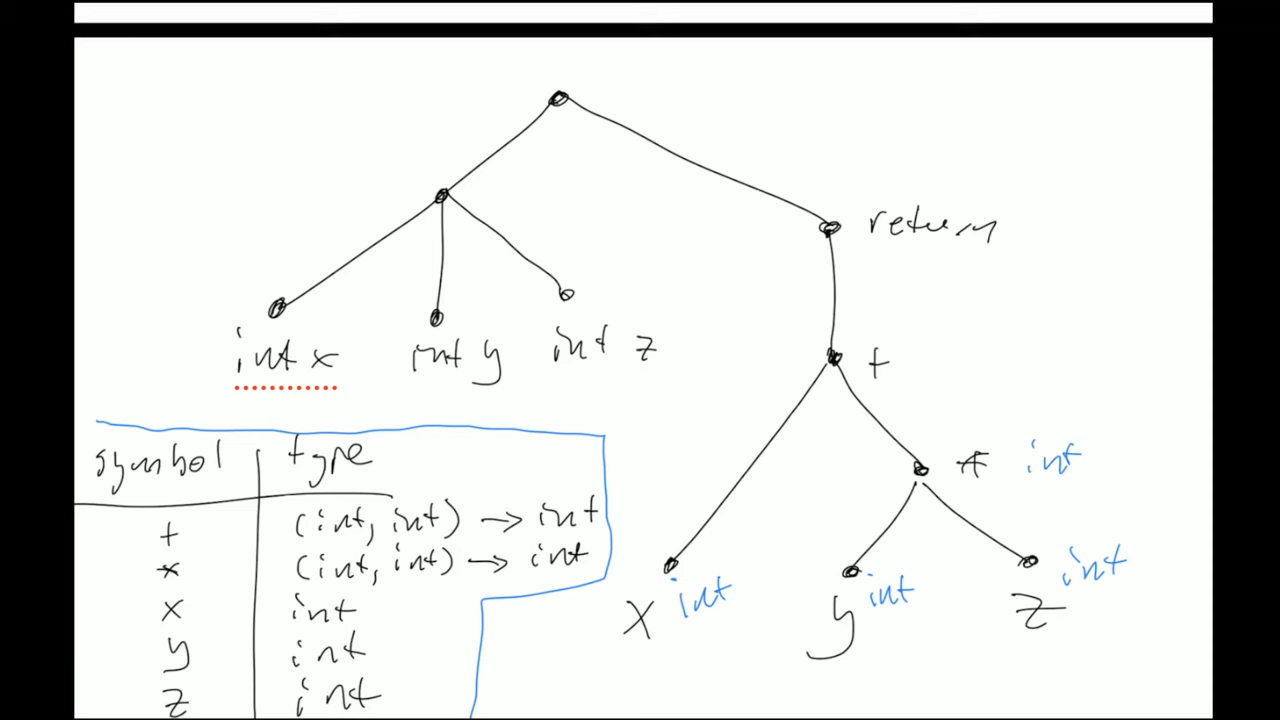 return
int x
int y
int z
+
* int
x int
y int
z int
symbol type
+ (int, int) → int
* (int, int) → int
x int
y int
z int